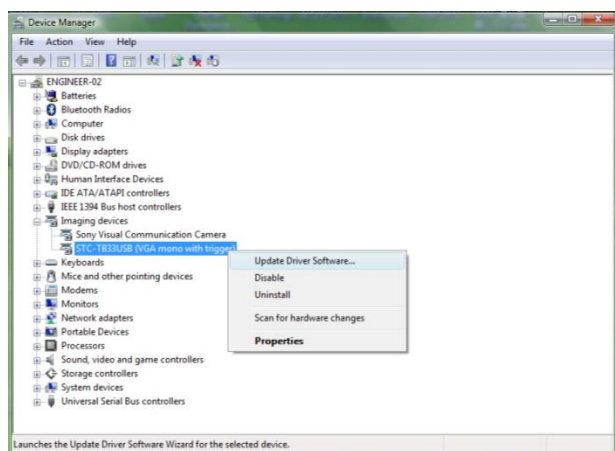 Device Manager
File Action View Help
ENGINEER-02
Batteries
Bluetooth Radios
Computer
Disk drives
Display adapters
DVD/CD-ROM drives
Human Interface Devices
IDE ATA/ATAPI controllers
IEEE 1394 Bus host controllers
Imaging devices
Sony Visual Communication Camera
STC-TB33USB (VGA mono with trigger)
Keyboards
Mice and other pointing devices
Modems
Monitors
Network adapters
Portable Devices
Processors
Sound, video and game controllers
Storage controllers
System devices
Universal Serial Bus controllers
Update Driver Software...
Disable
Uninstall
Scan for hardware changes
Properties
Launches the Update Driver Software Wizard for the selected device.